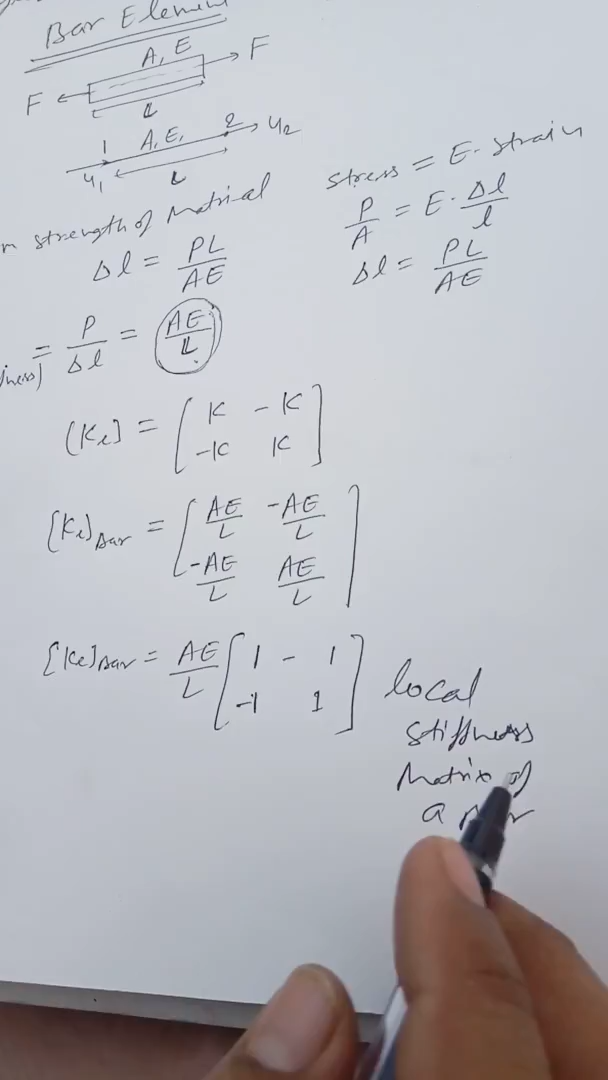 Bar Element
A, E
F
F
L
1 A, E, 2
u1 u2
L
strength of Matrial
Δl = PL/AE
= P/Δl = AE/L
Stress = E. Strain
P/A = E. Δl/l
Δl = PL/AE
[Ke] = [K -K
-K K]
[Ke]Bar = [AE/L -AE/L
-AE/L AE/L]
[Ke]Bar = AE/L [1 -1
-1 1]
local
Stiffness
Matrix of
a